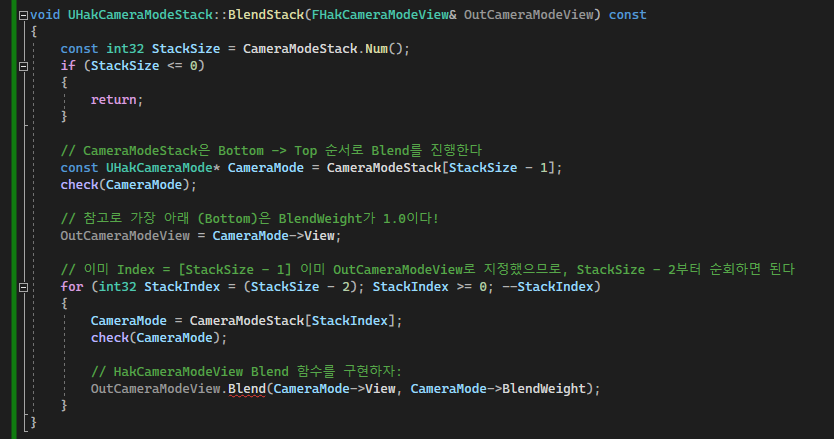 void UHakCameraModeStack::BlendStack(FHakCameraModeView& OutCameraModeView) const
{
    const int32 StackSize = CameraModeStack.Num();
    if (StackSize <= 0)
    {
        return;
    }
    // CameraModeStack은 Bottom -> Top 순서로 Blend를 진행한다
    const UHakCameraMode* CameraMode = CameraModeStack[StackSize - 1];
    check(CameraMode);
    // 참고로 가장 아래 (Bottom)은 BlendWeight가 1.0이다!
    OutCameraModeView = CameraMode->View;
    // 이미 Index = [StackSize - 1] 이미 OutCameraModeView로 지정했으므로, StackSize - 2부터 순회하면 된다
    for (int32 StackIndex = (StackSize - 2); StackIndex >= 0; --StackIndex)
    {
        CameraMode = CameraModeStack[StackIndex];
        check(CameraMode);
        // HakCameraModeView Blend 함수를 구현하자:
        OutCameraModeView.Blend(CameraMode->View, CameraMode->BlendWeight);
    }
}